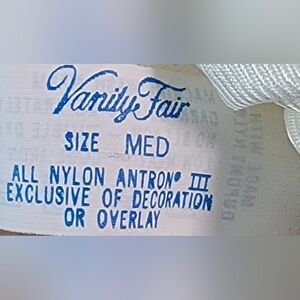 Vanity Fair
SIZE MED
ALL NYLON ANTRON® III
EXCLUSIVE OF DECORATION
OR OVERLAY